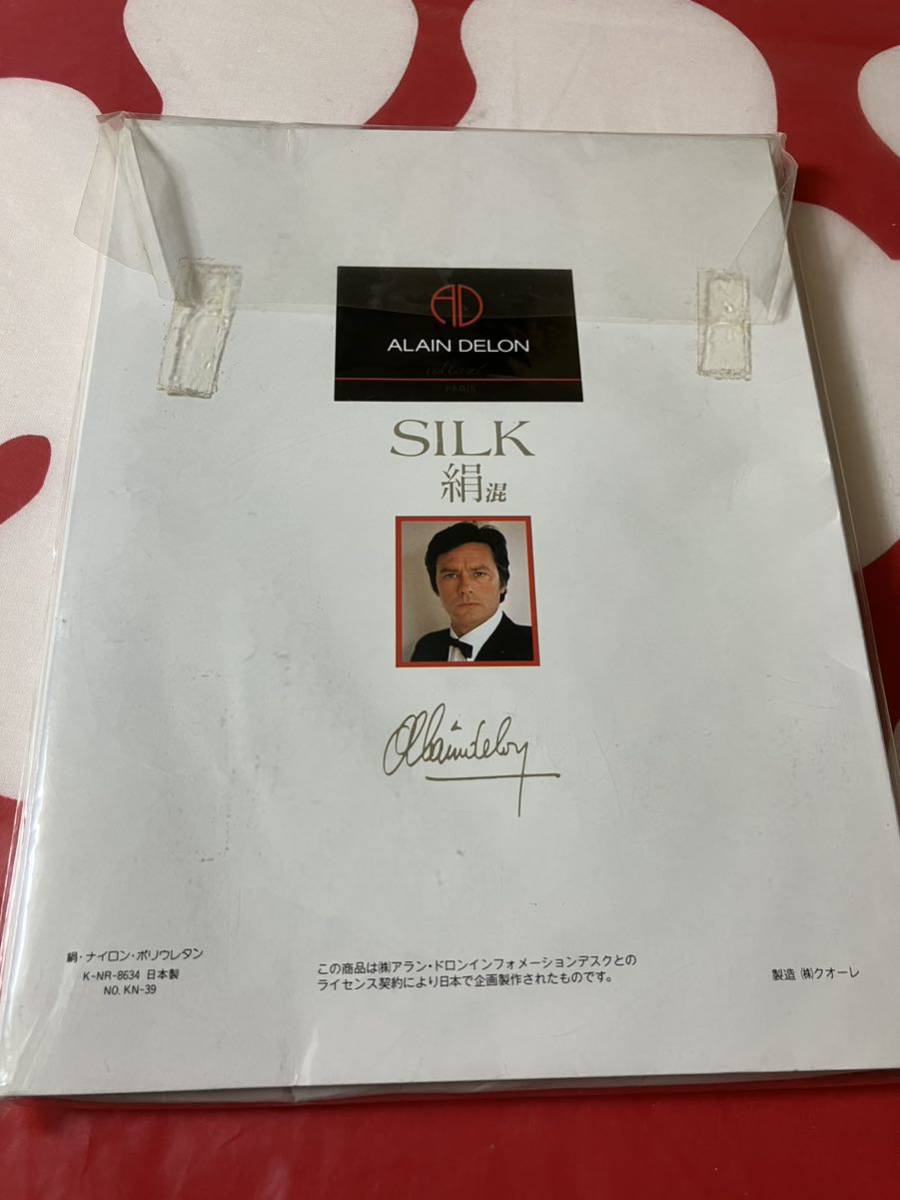 AD
ALAIN DELON
PARIS
SILK
絹混
Alain delon
絹・ナイロン・ポリウレタン
K-NR-8634 日本製
NO. KN-39
この商品は㈱アラン・ドロンインフォメーションデスクとの
ライセンス契約により日本で企画製作されたものです。
製造 ㈱クオーレ